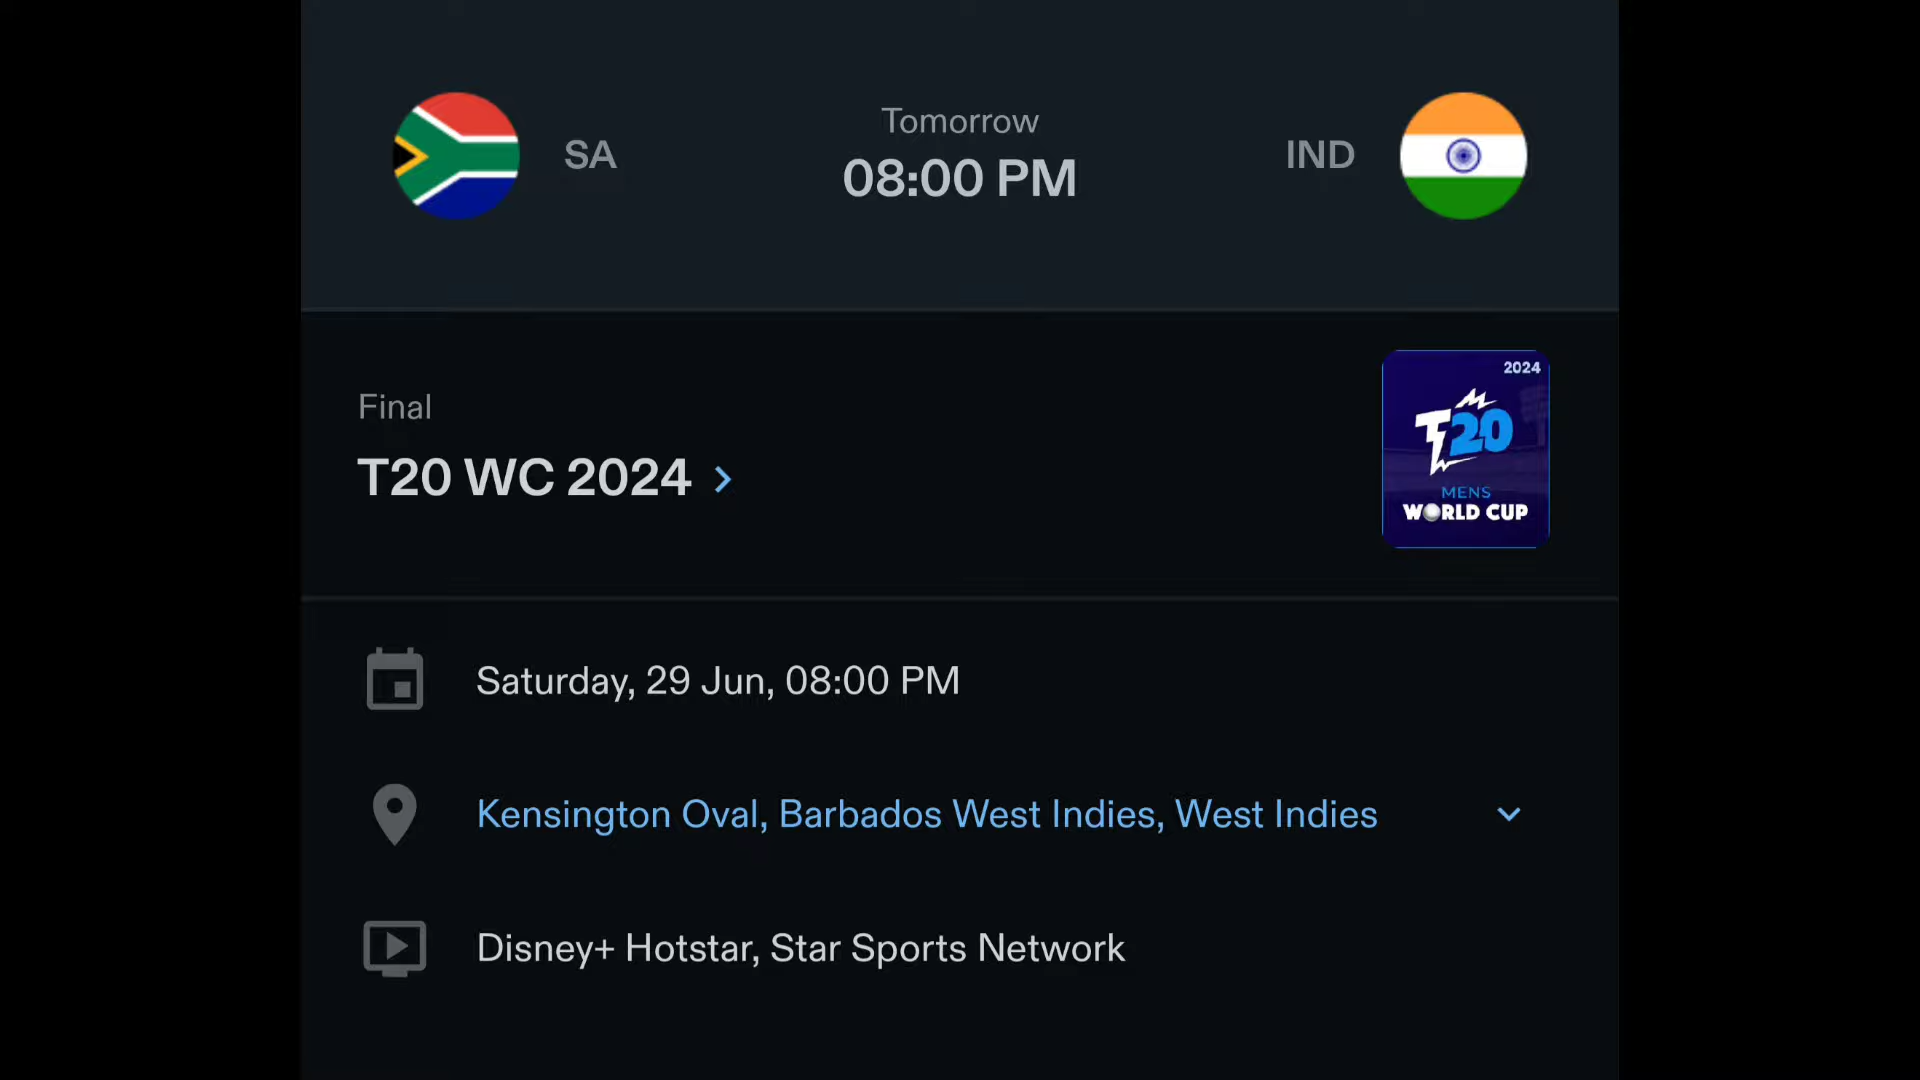 SA
Tomorrow
08:00 PM
IND
Final
T20 WC 2024
2024
T20
MENS
WORLD CUP
Saturday, 29 Jun, 08:00 PM
Kensington Oval, Barbados West Indies, West Indies
Disney+ Hotstar, Star Sports Network